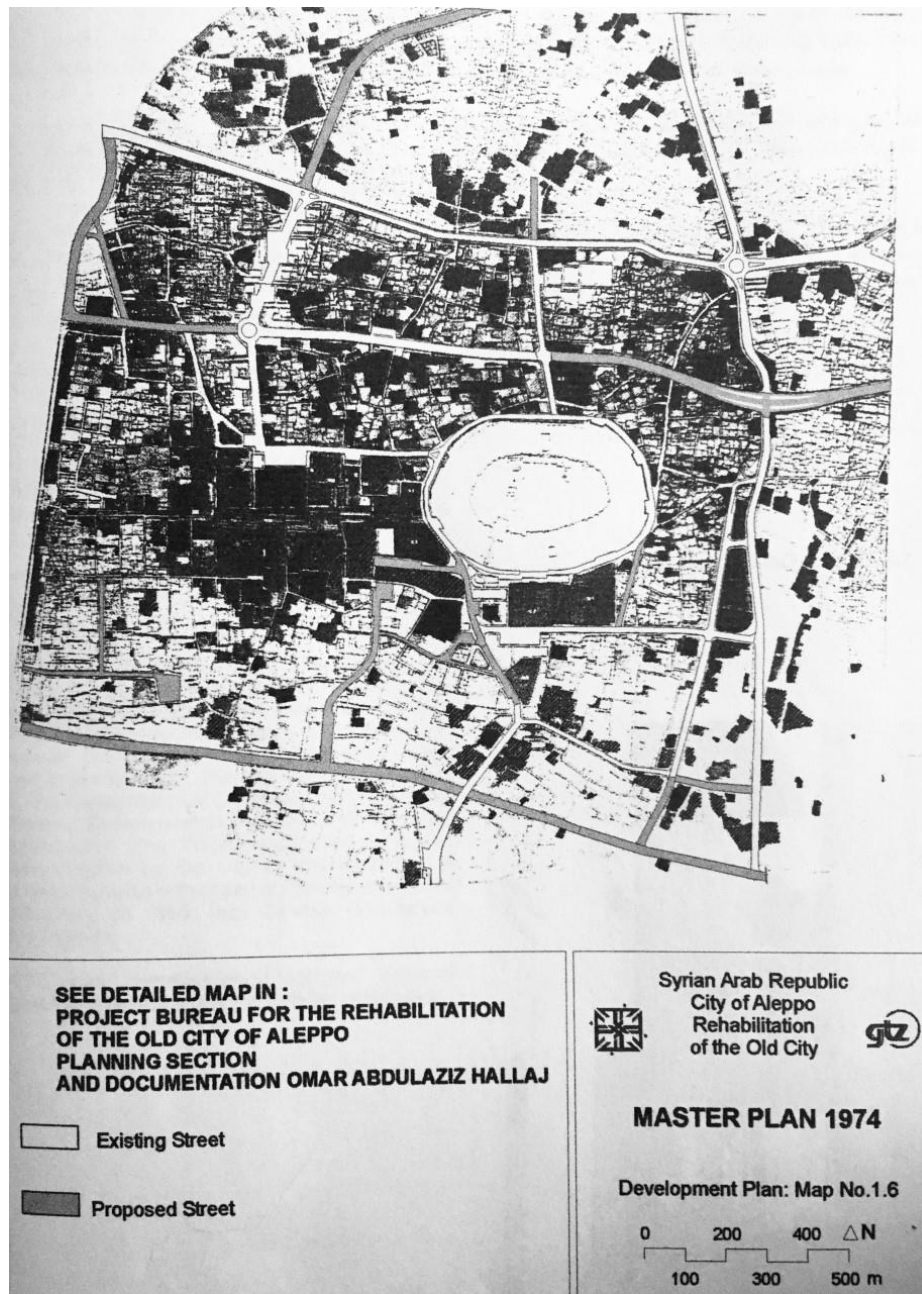 SEE DETAILED MAP IN :
PROJECT BUREAU FOR THE REHABILITATION
OF THE OLD CITY OF ALEPPO
PLANNING SECTION
AND DOCUMENTATION OMAR ABDULAZIZ HALLAJ
Existing Street
Proposed Street
Syrian Arab Republic
City of Aleppo
Rehabilitation
of the Old City
gtz
MASTER PLAN 1974
Development Plan: Map No.1.6
0 200 400 △N
100 300 500 m